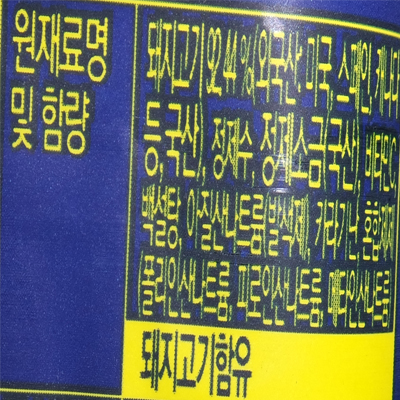 원재료명
및 함량
돼지고기 92.44%(외국산: 미국, 스페인, 캐나다
등, 국산), 정제수, 정제소금(국산), 비타민C
백설탕, 아질산나트륨(발색제), 카라기난, 혼합제제
(폴리인산나트륨, 피로인산나트륨, 메타인산나트륨)
돼지고기함유